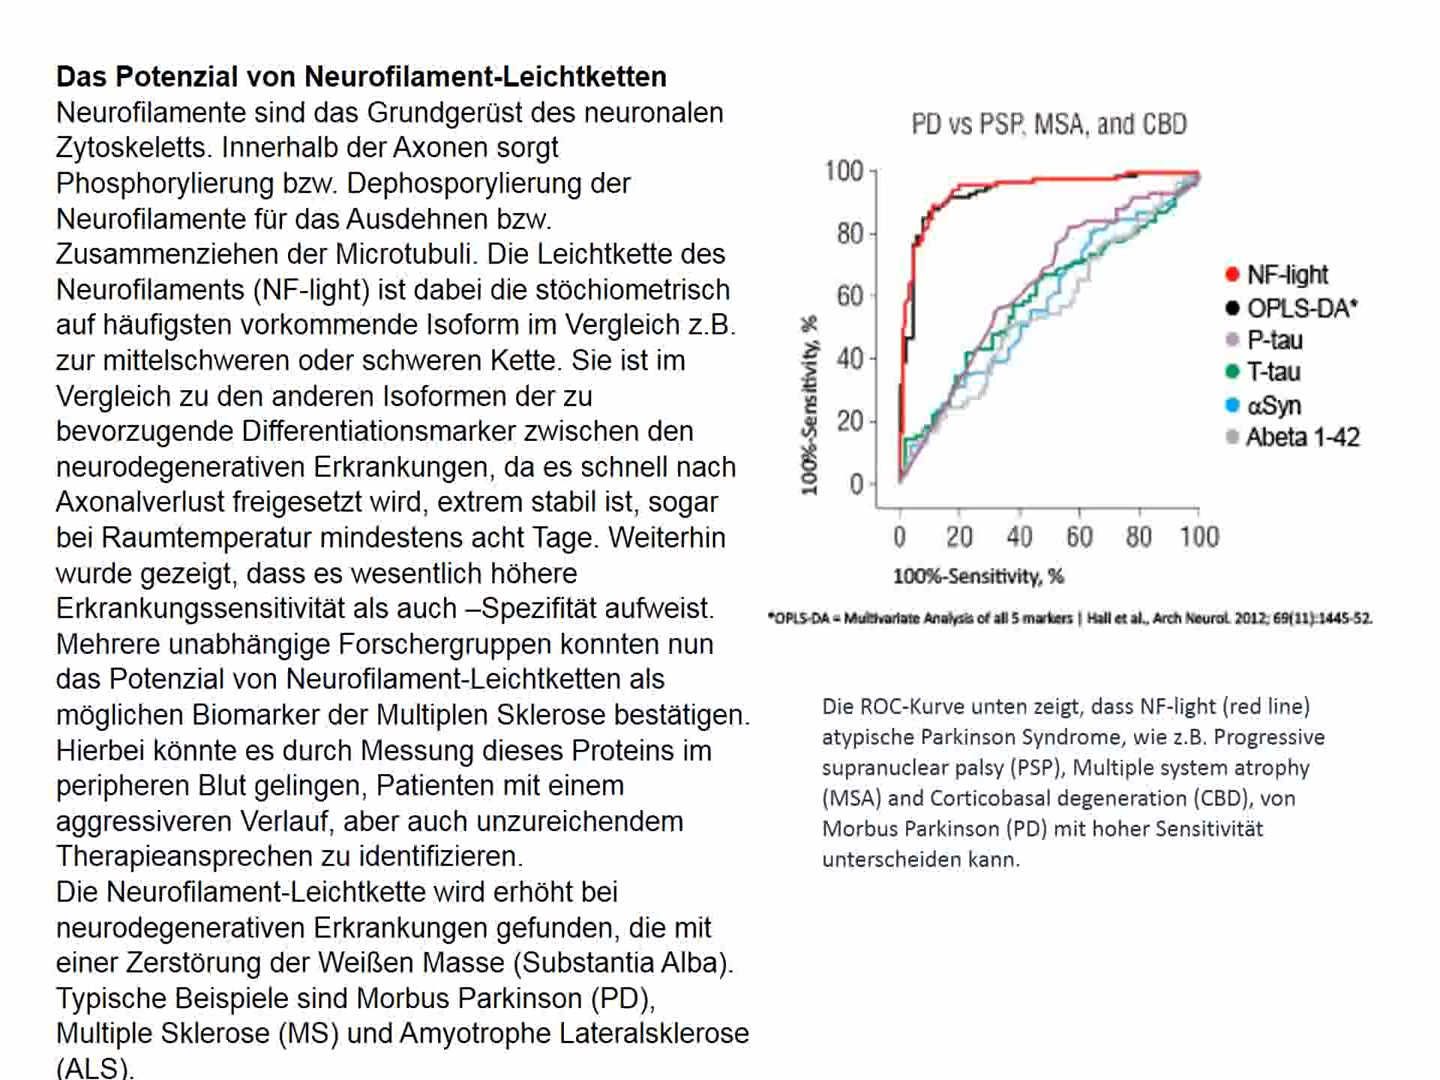 Das Potenzial von Neurofilament-Leichtketten
Neurofilamente sind das Grundgerüst des neuronalen
Zytoskeletts. Innerhalb der Axonen sorgt
Phosphorylierung bzw. Dephosporylierung der
Neurofilamente für das Ausdehnen bzw.
Zusammenziehen der Microtubuli. Die Leichtkette des
Neurofilaments (NF-light) ist dabei die stöchiometrisch
auf häufigsten vorkommende Isoform im Vergleich z.B.
zur mittelschweren oder schweren Kette. Sie ist im
Vergleich zu den anderen Isoformen der zu
bevorzugende Differentiationsmarker zwischen den
neurodegenerativen Erkrankungen, da es schnell nach
Axonalverlust freigesetzt wird, extrem stabil ist, sogar
bei Raumtemperatur mindestens acht Tage. Weiterhin
wurde gezeigt, dass es wesentlich höhere
Erkrankungssensitivität als auch –Spezifität aufweist.
Mehrere unabhängige Forschergruppen konnten nun
das Potenzial von Neurofilament-Leichtketten als
möglichen Biomarker der Multiplen Sklerose bestätigen.
Hierbei könnte es durch Messung dieses Proteins im
peripheren Blut gelingen, Patienten mit einem
aggressiveren Verlauf, aber auch unzureichendem
Therapieansprechen zu identifizieren.
Die Neurofilament-Leichtkette wird erhöht bei
neurodegenerativen Erkrankungen gefunden, die mit
einer Zerstörung der Weißen Masse (Substantia Alba).
Typische Beispiele sind Morbus Parkinson (PD),
Multiple Sklerose (MS) und Amyotrophe Lateralsklerose
(ALS).
PD vs PSP, MSA, and CBD
100
80
60
40
20
0
100%-Sensitivity, %
0 20 40 60 80 100
100%-Sensitivity, %
NF-light
OPLS-DA*
P-tau
T-tau
αSyn
Abeta 1-42
*OPLS-DA = Multivariate Analysis of all 5 markers | Hall et al., Arch Neurol. 2012; 69(11):1445-52.
Die ROC-Kurve unten zeigt, dass NF-light (red line)
atypische Parkinson Syndrome, wie z.B. Progressive
supranuclear palsy (PSP), Multiple system atrophy
(MSA) and Corticobasal degeneration (CBD), von
Morbus Parkinson (PD) mit hoher Sensitivität
unterscheiden kann.